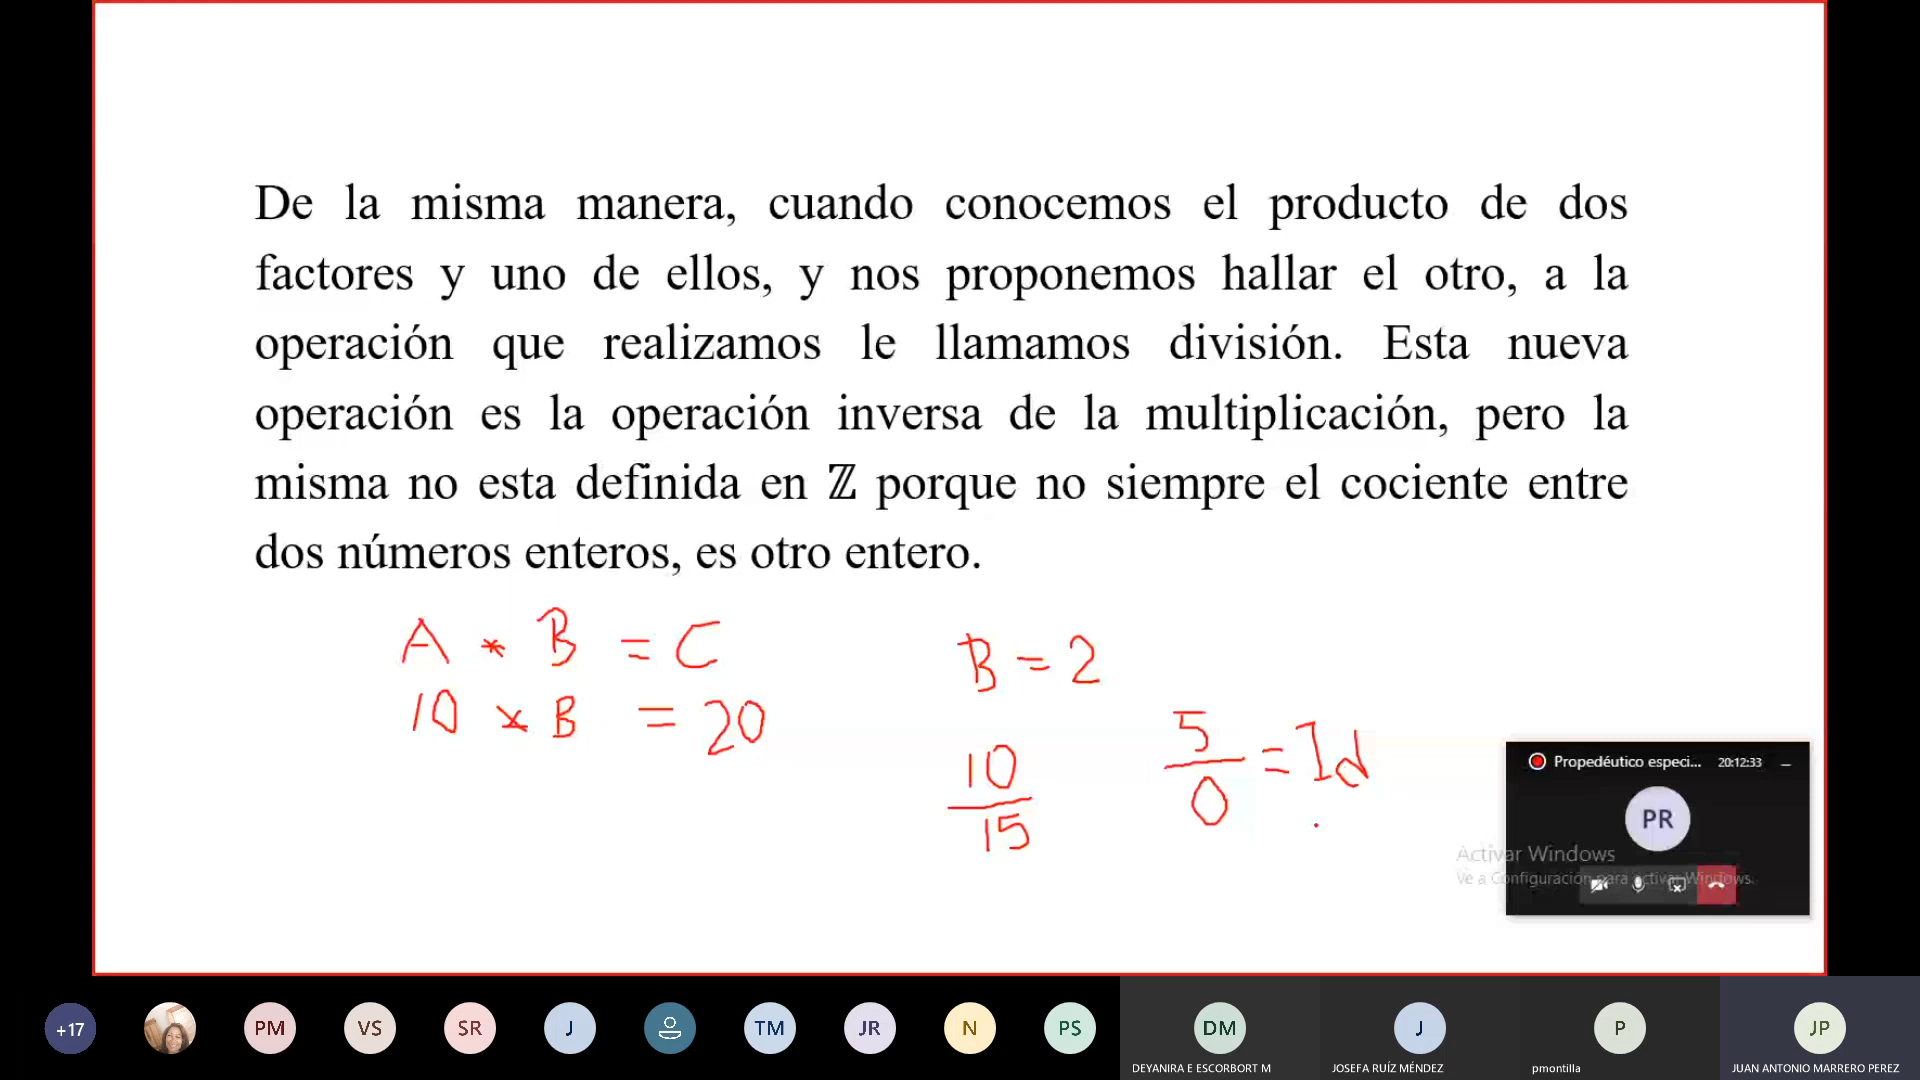 De la misma manera, cuando conocemos el producto de dos
factores y uno de ellos, y nos proponemos hallar el otro, a la
operación que realizamos le llamamos división. Esta nueva
operación es la operación inversa de la multiplicación, pero la
misma no esta definida en ℤ porque no siempre el cociente entre
dos números enteros, es otro entero.
A * B = C
10 * B = 20
B = 2
10
15
5
0
= Id
Propedéutico especi... 20:12:33
PR
Activar Windows
Ve a Configuración para activar Windows.
+17 PM VS SR J TM JR N PS DM J P JP
DEYANIRA E ESCORBORT M JOSEFA RUÍZ MÉNDEZ pmontilla JUAN ANTONIO MARRERO PEREZ